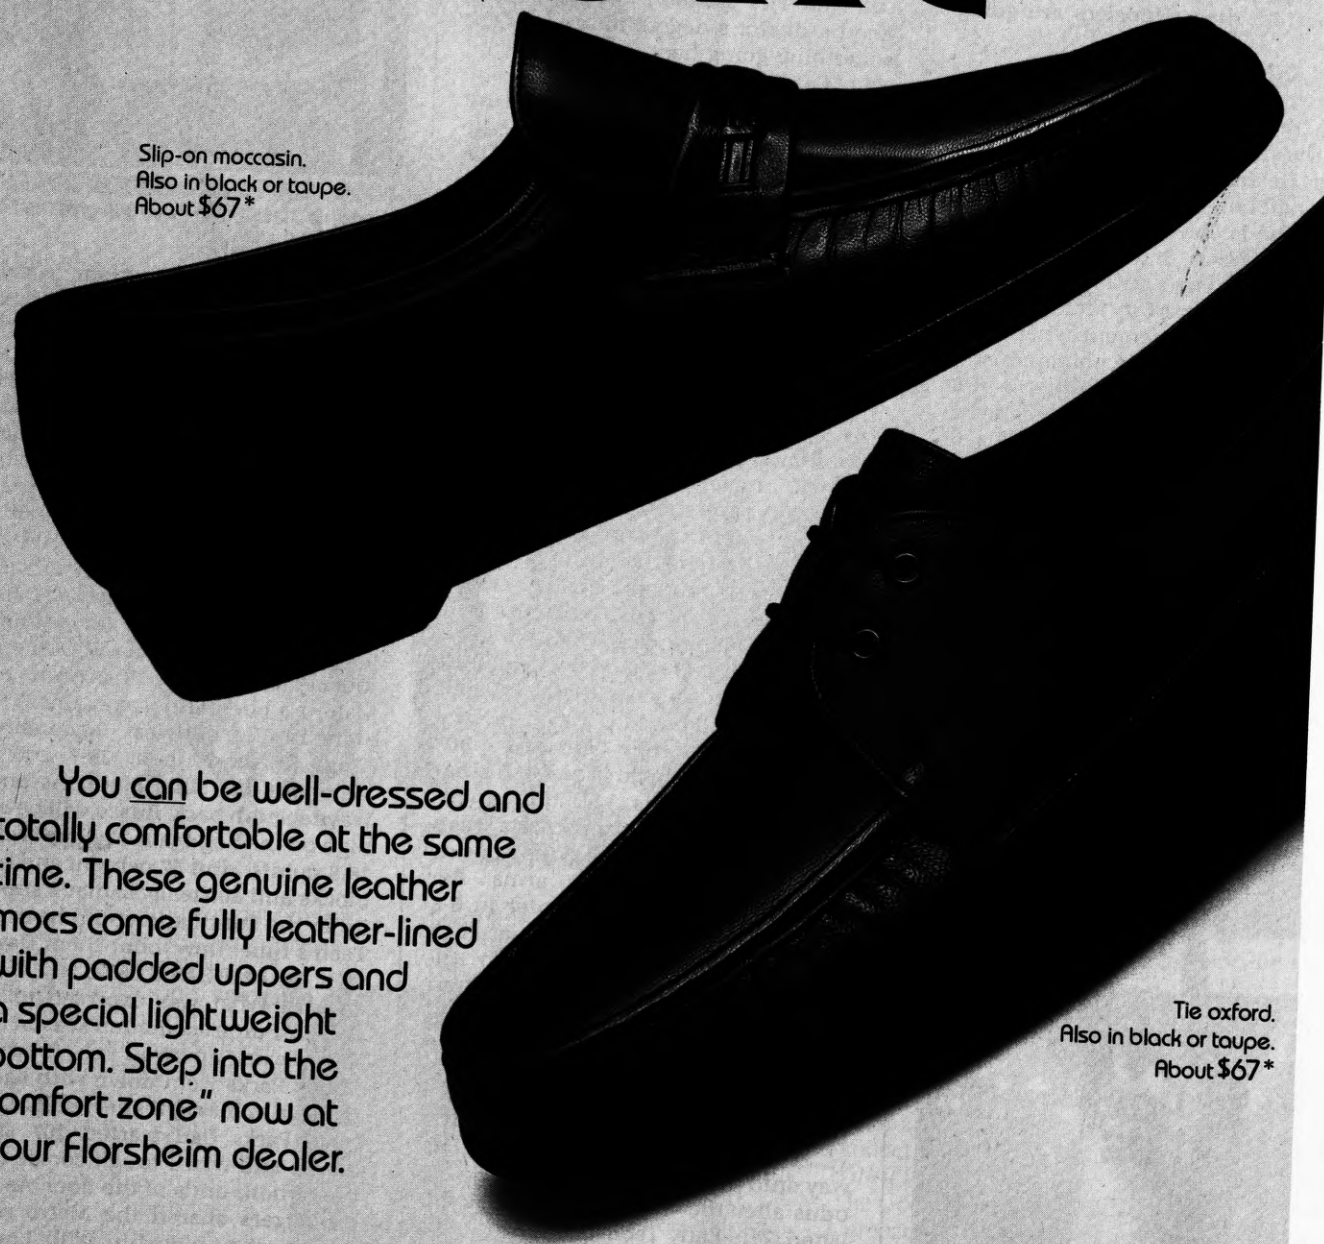 Slip-on moccasin.
Also in black or taupe.
About $67*
You can be well-dressed and
totally comfortable at the same
time. These genuine leather
mocs come fully leather-lined
with padded uppers and
a special lightweight
bottom. Step into the
omfort zone" now at
our Florsheim dealer.
Tie oxford.
Also in black or taupe.
About $67*